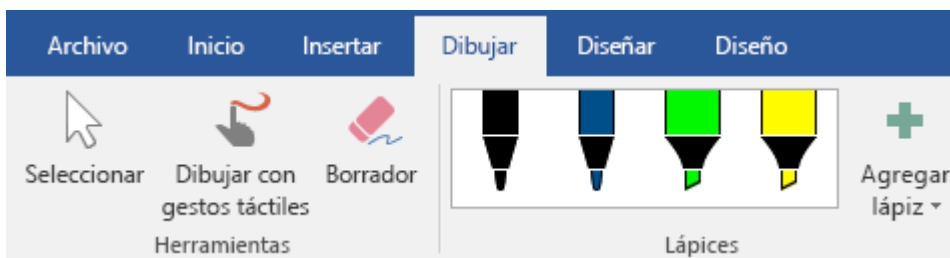 Archivo Inicio Insertar Dibujar Diseñar Diseño
Seleccionar
Dibujar con
gestos táctiles
Borrador
Agregar
lápiz
Herramientas
Lápices